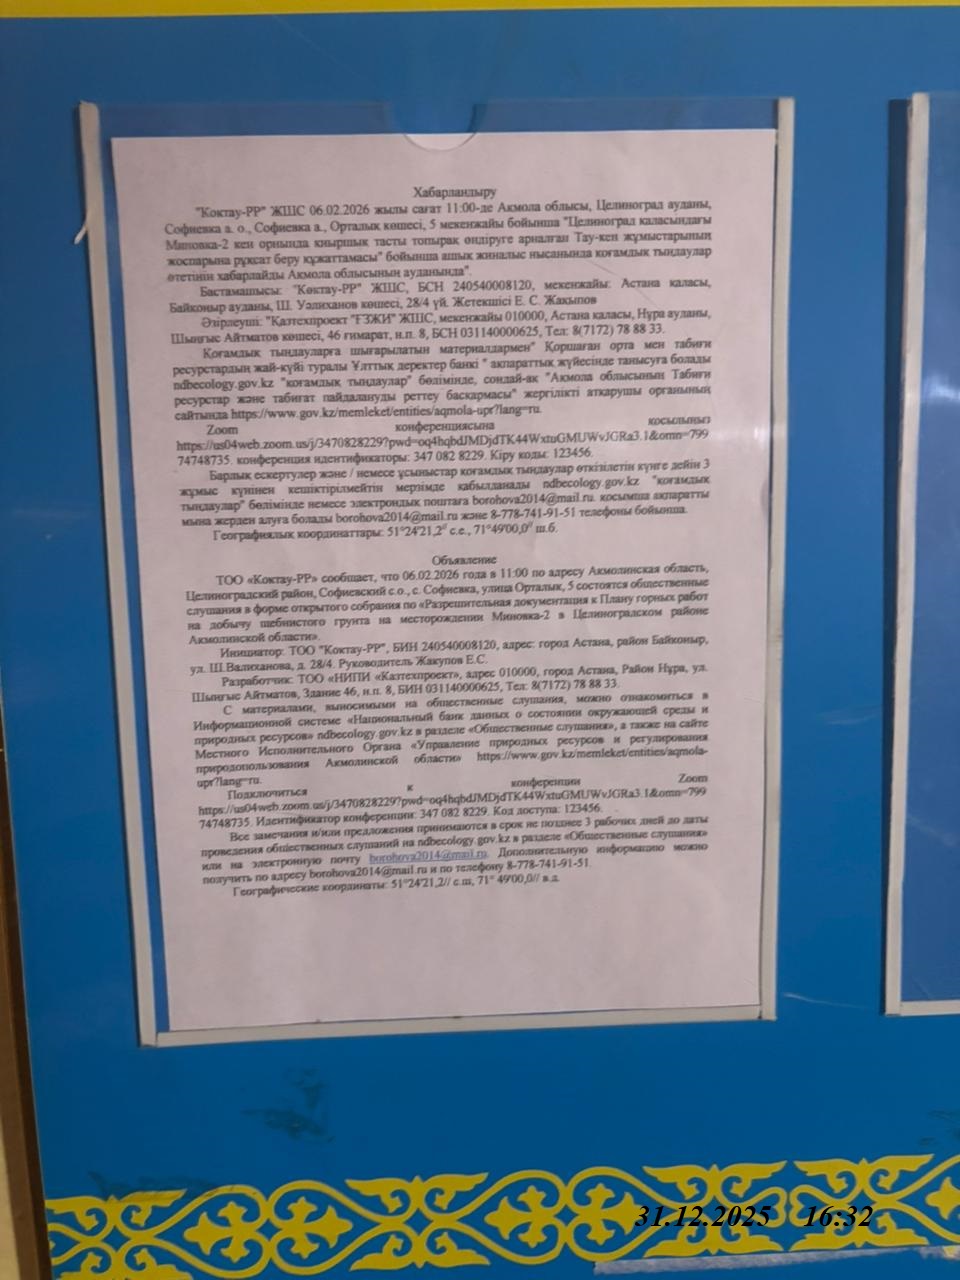 Хабарландыру
"Коктау-РР" ЖШС 06.02.2026 жылы сағат 11:00-де Ақмола облысы, Целиноград ауданы,
Софиевка а. о., Софиевка а., Орталық көшесі, 5 мекенжайы бойынша "Целиноград қаласындағы
Миновка-2 кен орнында қиыршық тасты топырақ өндіруге арналған Тау-кен жұмыстарының
жоспарына рұқсат беру құжаттамасы" бойынша ашық жиналыс нысанында қоғамдық тыңдаулар
өтетінін хабарлайды Ақмола облысының ауданында".
Бастамашысы: "Көктау-РР" ЖШС, БСН 240540008120, мекенжайы: Астана қаласы,
Байқоңыр ауданы, Ш. Уәлиханов көшесі, 28/4 үй. Жетекшісі Е. С. Жакыпов
Әзірлеуші: "Қазтехпроект "ҒЗЖИ" ЖШС, мекенжайы 010000, Астана қаласы, Нұра ауданы,
Шыңғыс Айтматов көшесі, 46 ғимарат, н.п. 8, БСН 031140000625, Тел: 8(7172) 78 88 33.
Қоғамдық тыңдауларға шығарылатын материалдармен" Қоршаған орта мен табиғи
ресурстардың жай-күйі туралы Ұлттық деректер банкі " ақпараттық жүйесінде танысуға болады
ndbecology.gov.kz "қоғамдық тыңдаулар" бөлімінде, сондай-ақ "Ақмола облысының Табиғи
ресурстар және табиғат пайдалануды реттеу басқармасы" жергілікті атқарушы органының
сайтында https://www.gov.kz/memleket/entities/aqmola-upr?lang=ru.
Zoom конференциясына қосылыңыз
https://us04web.zoom.us/j/3470828229?pwd=oq4hqbdJMDjdTK44WxtuGMUWvJGRa3.1&omn=799
74748735. конференция идентификаторы: 347 082 8229. Кіру коды: 123456.
Барлық ескертулер және / немесе ұсыныстар қоғамдық тыңдаулар өткізілетін күнге дейін 3
жұмыс күнінен кешіктірілмейтін мерзімде қабылданады ndbecology.gov.kz "қоғамдық
тыңдаулар" бөлімінде немесе электрондық поштаға borohova2014@mail.ru. қосымша ақпаратты
мына жерден алуға болады borohova2014@mail.ru және 8-778-741-91-51 телефоны бойынша.
Географиялық координаттары: 51°24'21,2// с.е., 71°49'00,0// ш.б.
Объявление
ТОО «Коктау-РР» сообщает, что 06.02.2026 года в 11:00 по адресу Акмолинская область,
Целиноградский район, Софиевский с.о., с. Софиевка, улица Орталык, 5 состоятся общественные
слушания в форме открытого собрания по «Разрешительная документация к Плану горных работ
на добычу щебнистого грунта на месторождении Миновка-2 в Целиноградском районе
Акмолинской области».
Инициатор: ТОО "Коктау-РР", БИН 240540008120, адрес: город Астана, район Байконыр,
ул. Ш.Валиханова, д. 28/4. Руководитель Жакупов Е.С.
Разработчик: ТОО «НИПИ «Казтехпроект», адрес 010000, город Астана, Район Нұра, ул.
Шыңғыс Айтматов, Здание 46, н.п. 8, БИН 031140000625, Тел: 8(7172) 78 88 33.
С материалами, выносимыми на общественные слушания, можно ознакомиться в
Информационной системе «Национальный банк данных о состоянии окружающей среды и
природных ресурсов» ndbecology.gov.kz в разделе «Общественные слушания», а также на сайте
Местного Исполнительного Органа «Управление природных ресурсов и регулирования
природопользования Акмолинской области» https://www.gov.kz/memleket/entities/aqmola-
upr?lang=ru.
Подключиться к конференции Zoom
https://us04web.zoom.us/j/3470828229?pwd=oq4hqbdJMDjdTK44WxtuGMUWvJGRa3.1&omn=799
74748735. Идентификатор конференции: 347 082 8229. Код доступа: 123456.
Все замечания и/или предложения принимаются в срок не позднее 3 рабочих дней до даты
проведения общественных слушаний на ndbecology.gov.kz в разделе «Общественные слушания»
или на электронную почту borohova2014@mail.ru. Дополнительную информацию можно
получить по адресу borohova2014@mail.ru и по телефону 8-778-741-91-51.
Географические координаты: 51°24'21,2// с.ш, 71° 49'00,0// в.д.
31.12.2025 16:32